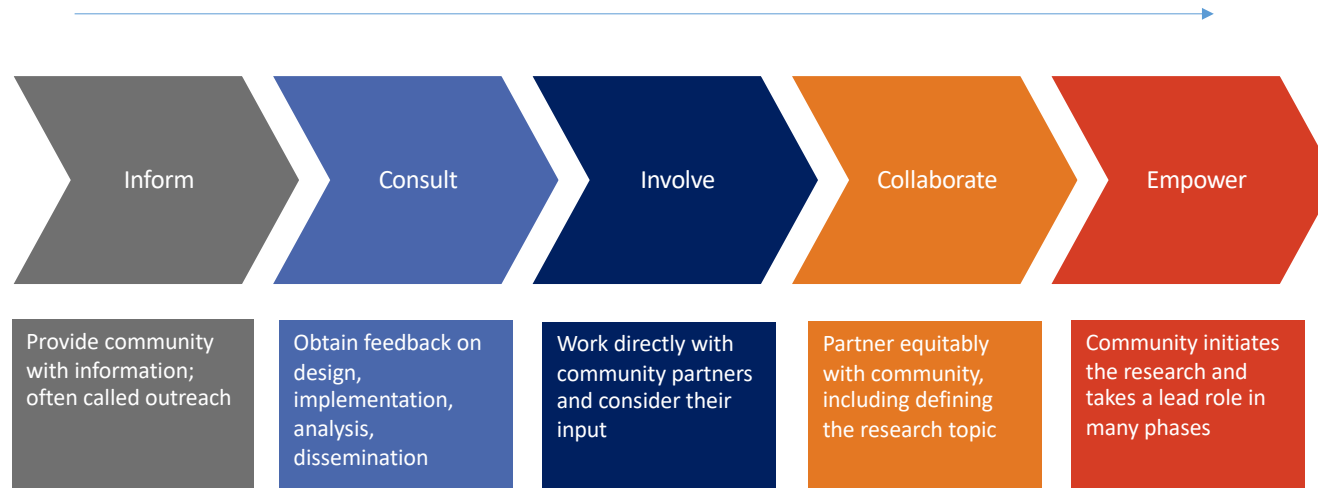 Inform
Consult
Involve
Collaborate
Empower
Provide community
with information;
often called outreach
Obtain feedback on
design,
implementation,
analysis,
dissemination
Work directly with
community partners
and consider their
input
Partner equitably
with community,
including defining
the research topic
Community initiates
the research and
takes a lead role in
many phases